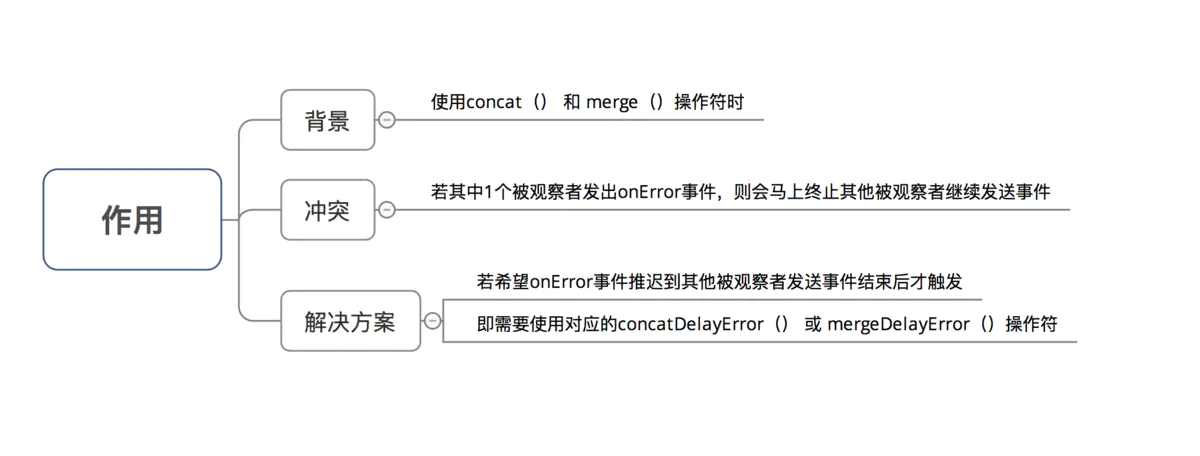 作用
背景
使用concat（） 和 merge（）操作符时
冲突
若其中1个被观察者发出onError事件，则会马上终止其他被观察者继续发送事件
解决方案
若希望onError事件推迟到其他被观察者发送事件结束后才触发
即需要使用对应的concatDelayError（） 或 mergeDelayError（）操作符